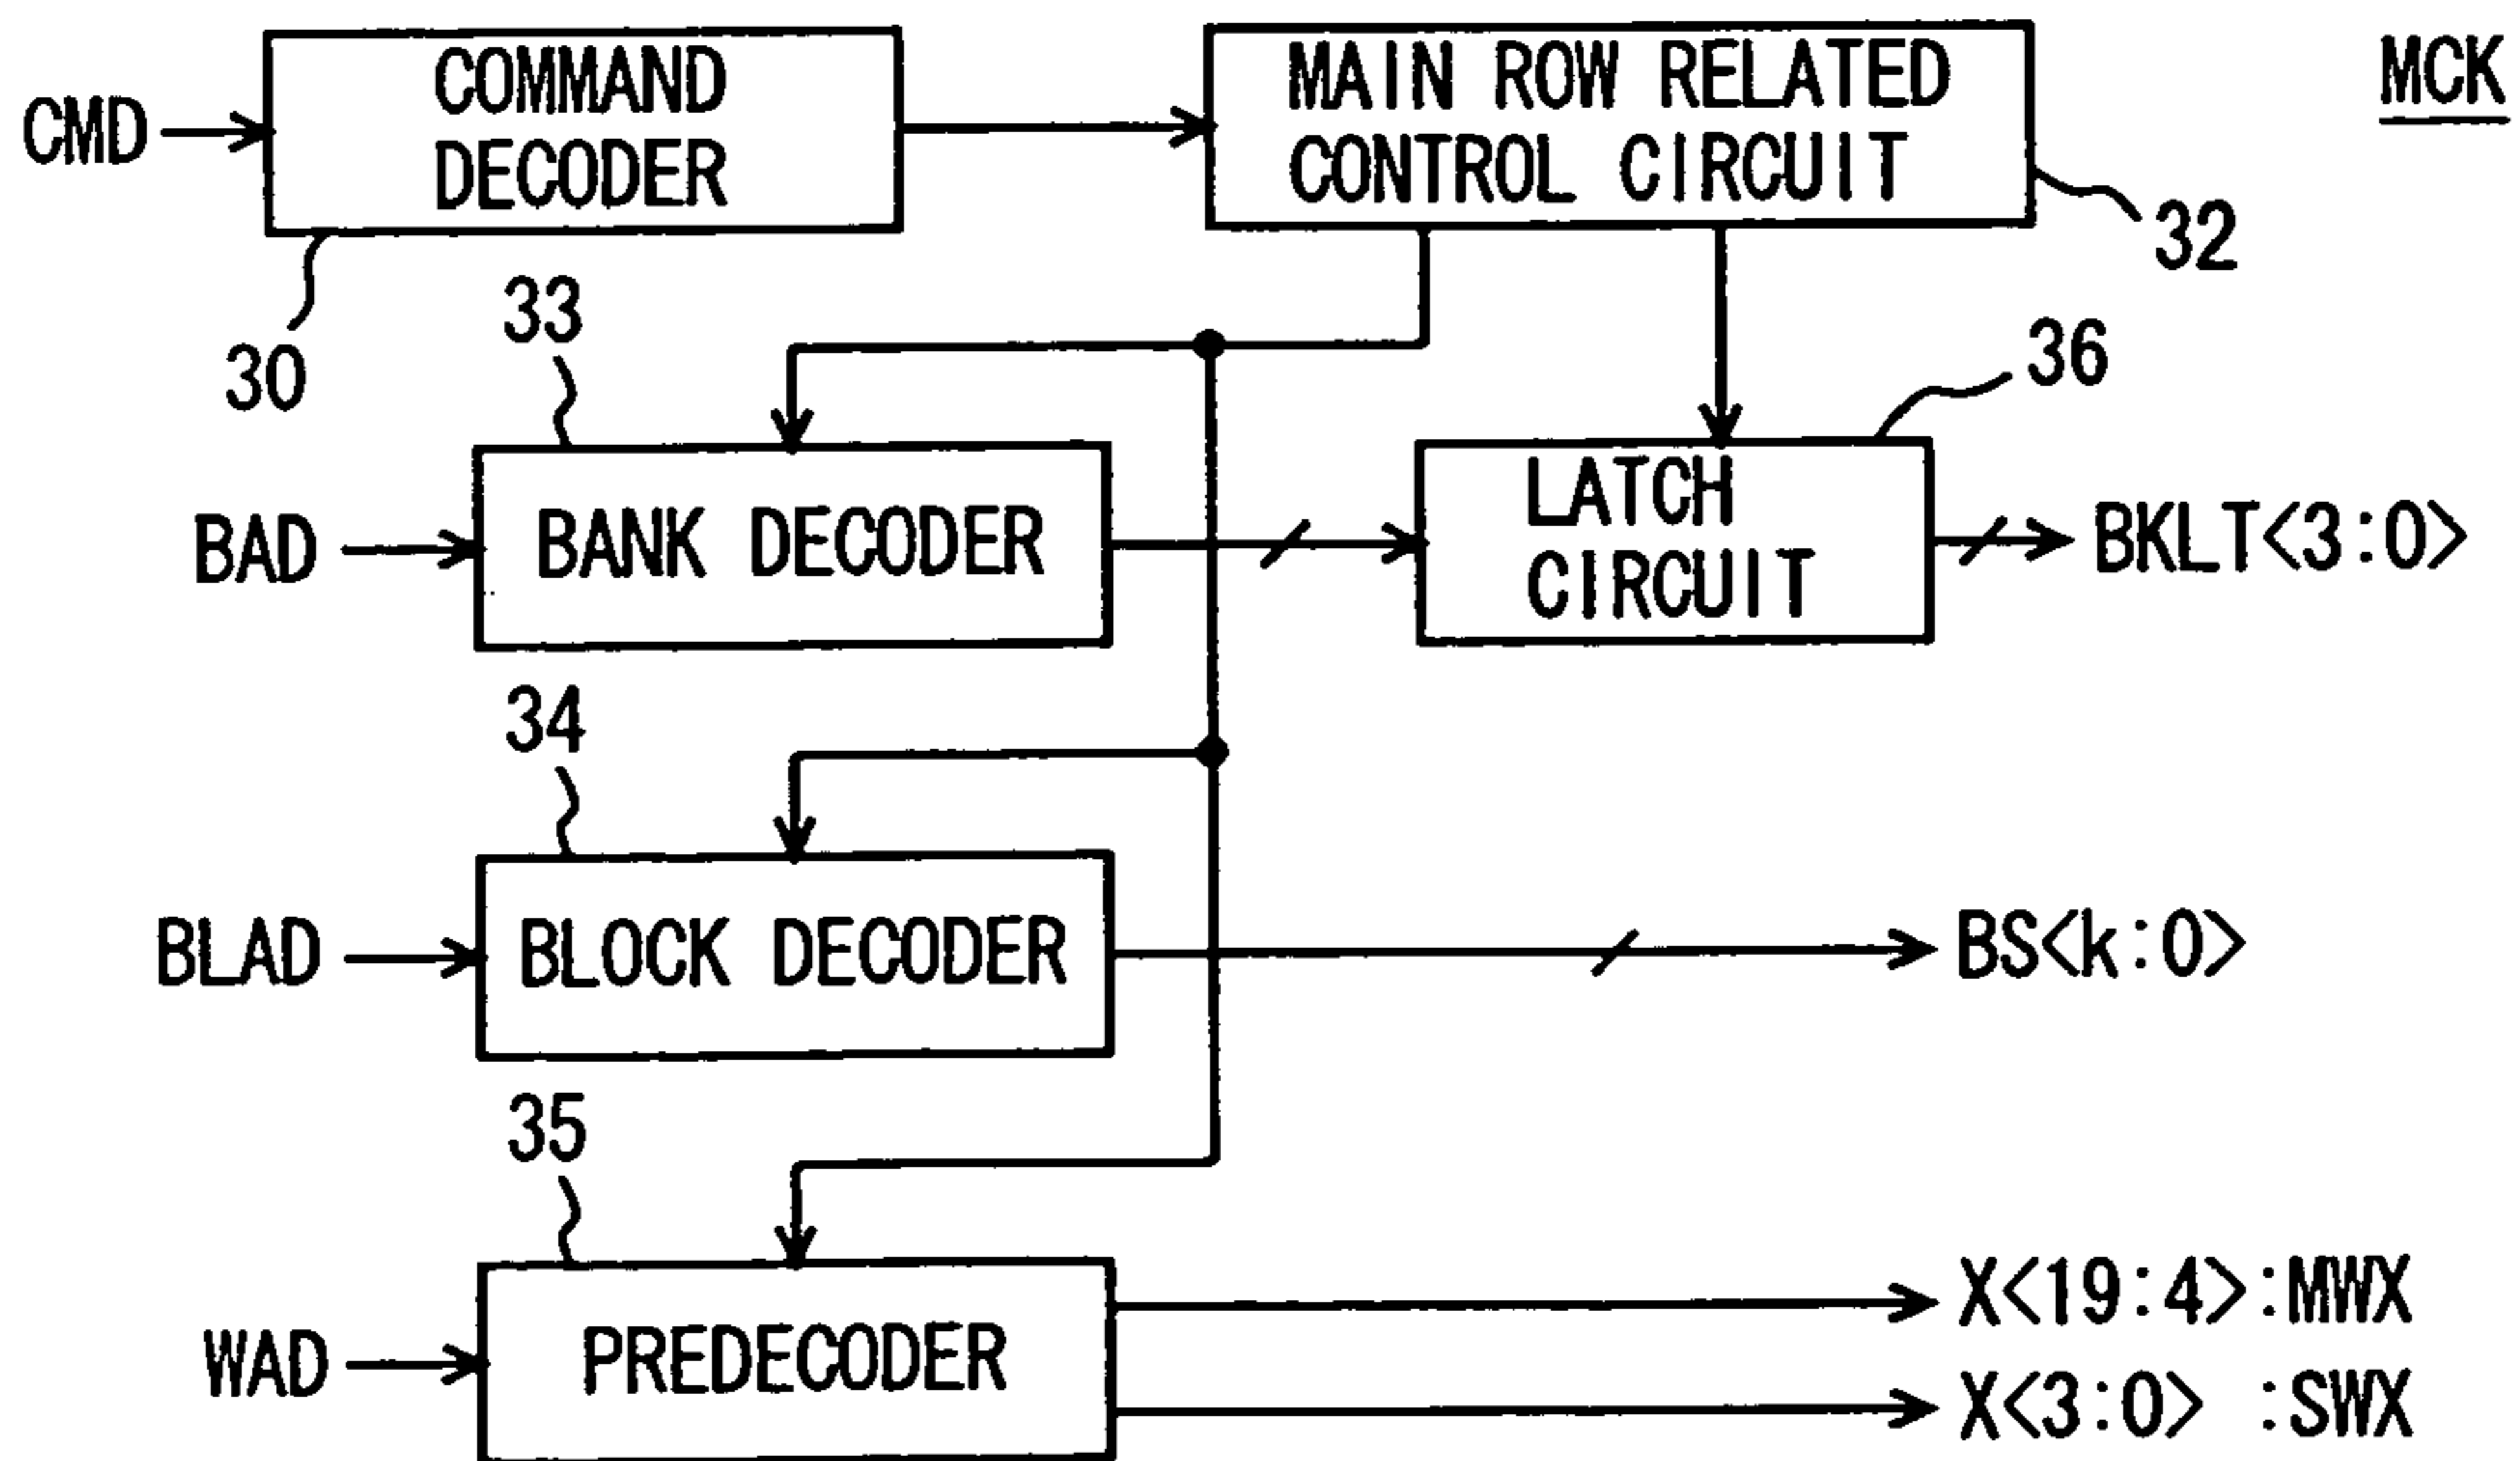 CMD
COMMAND
DECODER
MAIN ROW RELATED
CONTROL CIRCUIT
MCK
30
32
33
36
BAD
BANK DECODER
LATCH
CIRCUIT
BKLT<3:0>
34
BLAD
BLOCK DECODER
BS<k:0>
35
WAD
PREDECODER
X<19:4>:MWX
X<3:0> :SWX